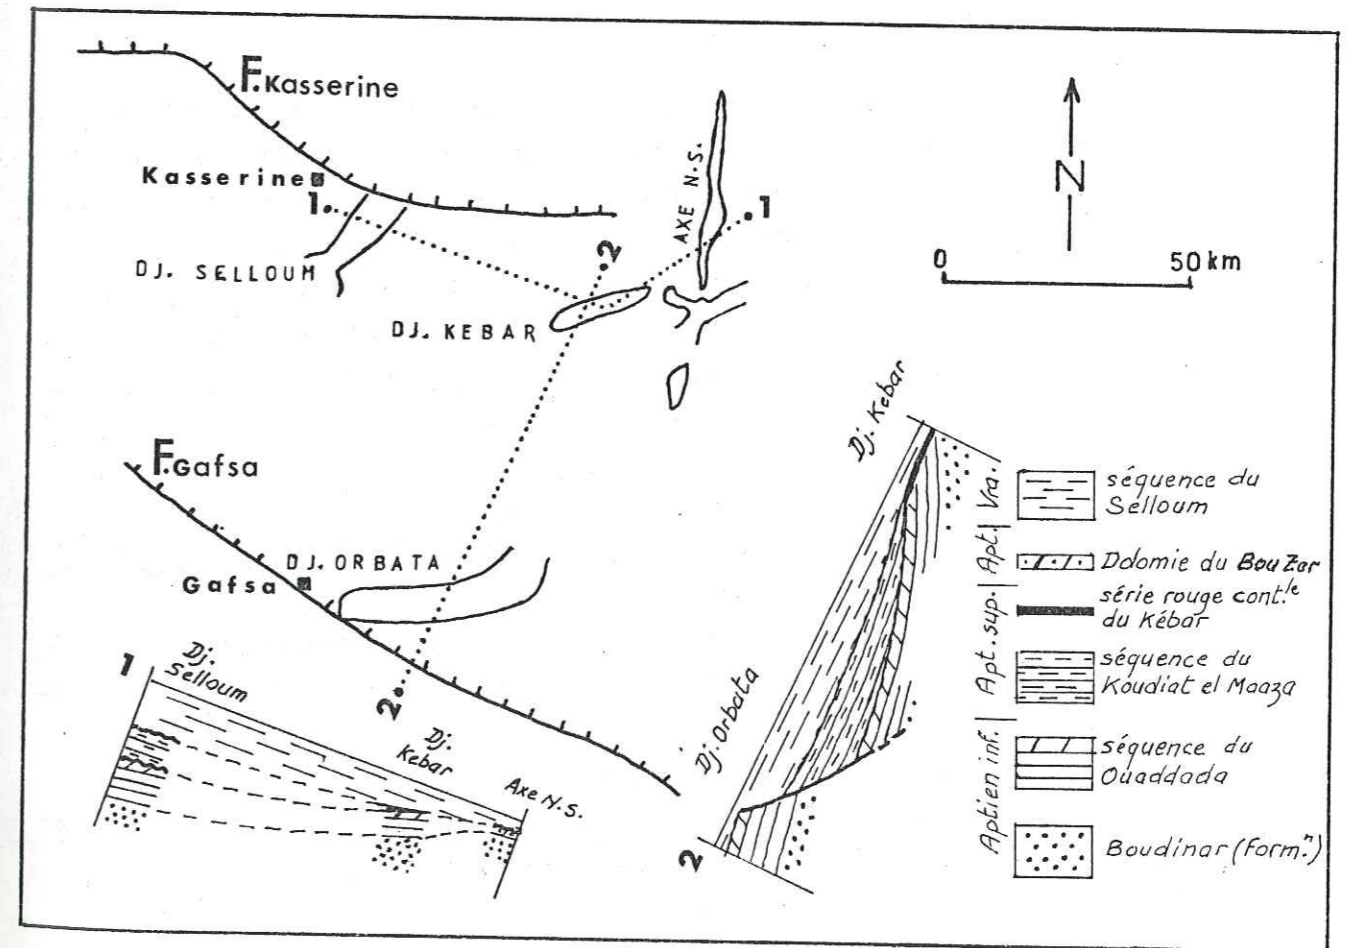 F. Kasserine
Kasserine
1
DJ. SELLOUM
AXE N.S.
1
2
DJ. KEBAR
N
0 50 km
F. Gafsa
DJ. ORBATA
Gafsa
2
1
Dj. Selloum
Dj. Kebar
Axe N.S.
Dj. Kebar
Dj. Orbata
2
Vra.
Apt.
Apt. sup.
Aptien inf.
séquence du
Selloum
Dolomie du Bou Zer
série rouge cont.le
du Kébar
séquence du
Koudiat el Maaza
séquence du
Ouaddada
Boudinar (Form.n)